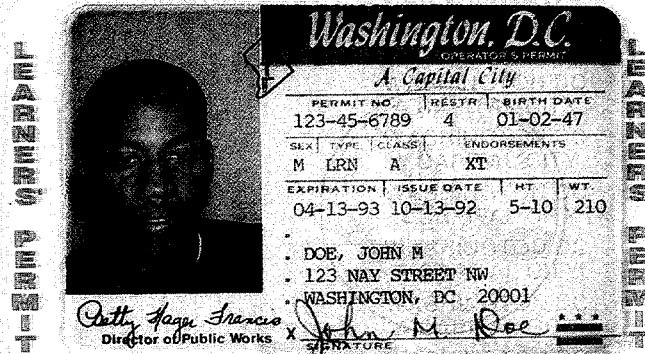 LEARNERS' PERMIT
Washington, D.C.
OPERATOR'S PERMIT
A Capital City
PERMIT NO. RESTR BIRTH DATE
123-45-6789 4 01-02-47
SEX TYPE CLASS ENDORSEMENTS
M LRN A XT
EXPIRATION ISSUE DATE HT. WT.
04-13-93 10-13-92 5-10 210
DOE, JOHN M
123 NAY STREET NW
WASHINGTON, DC 20001
Betty Hager Francis
Director of Public Works
X John M. Doe
SIGNATURE
LEARNERS PERMIT